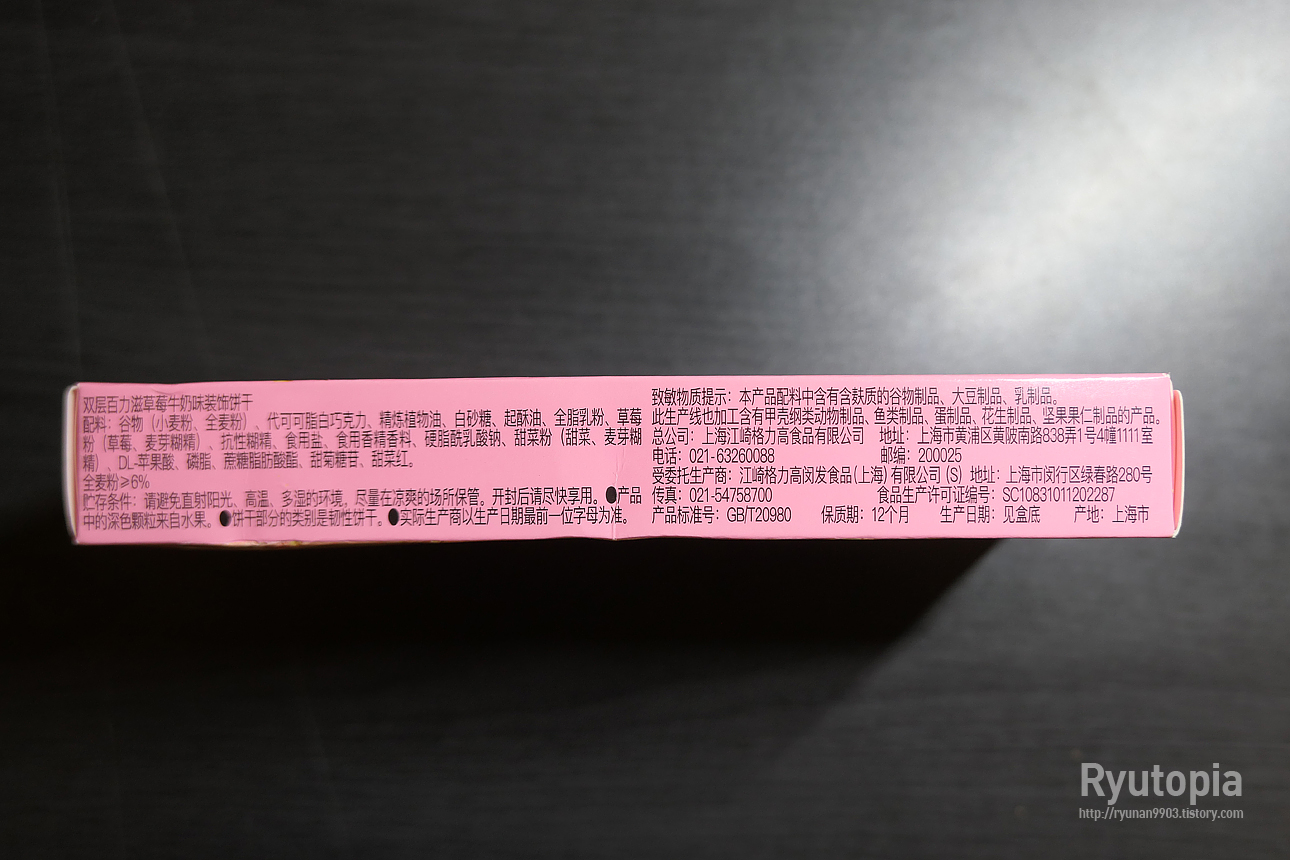 双层百力滋草莓牛奶味装饰饼干
配料：谷物（小麦粉、全麦粉）、代可可脂白巧克力、精炼植物油、白砂糖、起酥油、全脂乳粉、草莓
粉（草莓、麦芽糊精）、抗性糊精、食用盐、食用香精香料、硬脂酰乳酸钠、甜菜粉（甜菜、麦芽糊
精）、DL-苹果酸、磷脂、蔗糖脂肪酸酯、甜菊糖苷、甜菜红。
全麦粉≥6%
贮存条件：请避免直射阳光、高温、多湿的环境，尽量在凉爽的场所保管。开封后请尽快享用。●产品
中的深色颗粒来自水果。●饼干部分的类别是韧性饼干。●实际生产商以生产日期最前一位字母为准。
致敏物质提示：本产品配料中含有含麸质的谷物制品、大豆制品、乳制品。
此生产线也加工含有甲壳纲类动物制品、鱼类制品、蛋制品、花生制品、坚果果仁制品的产品。
总公司：上海江崎格力高食品有限公司 地址：上海市黄浦区黄陂南路838弄1号4幢1111室
电话：021-63260088 邮编：200025
受委托生产商：江崎格力高闵发食品(上海)有限公司 (S) 地址：上海市闵行区绿春路280号
传真：021-54758700 食品生产许可证编号：SC10831011202287
产品标准号：GB/T20980 保质期：12个月 生产日期：见盒底 产地：上海市
Ryutopia
http://ryunan9903.tistory.com